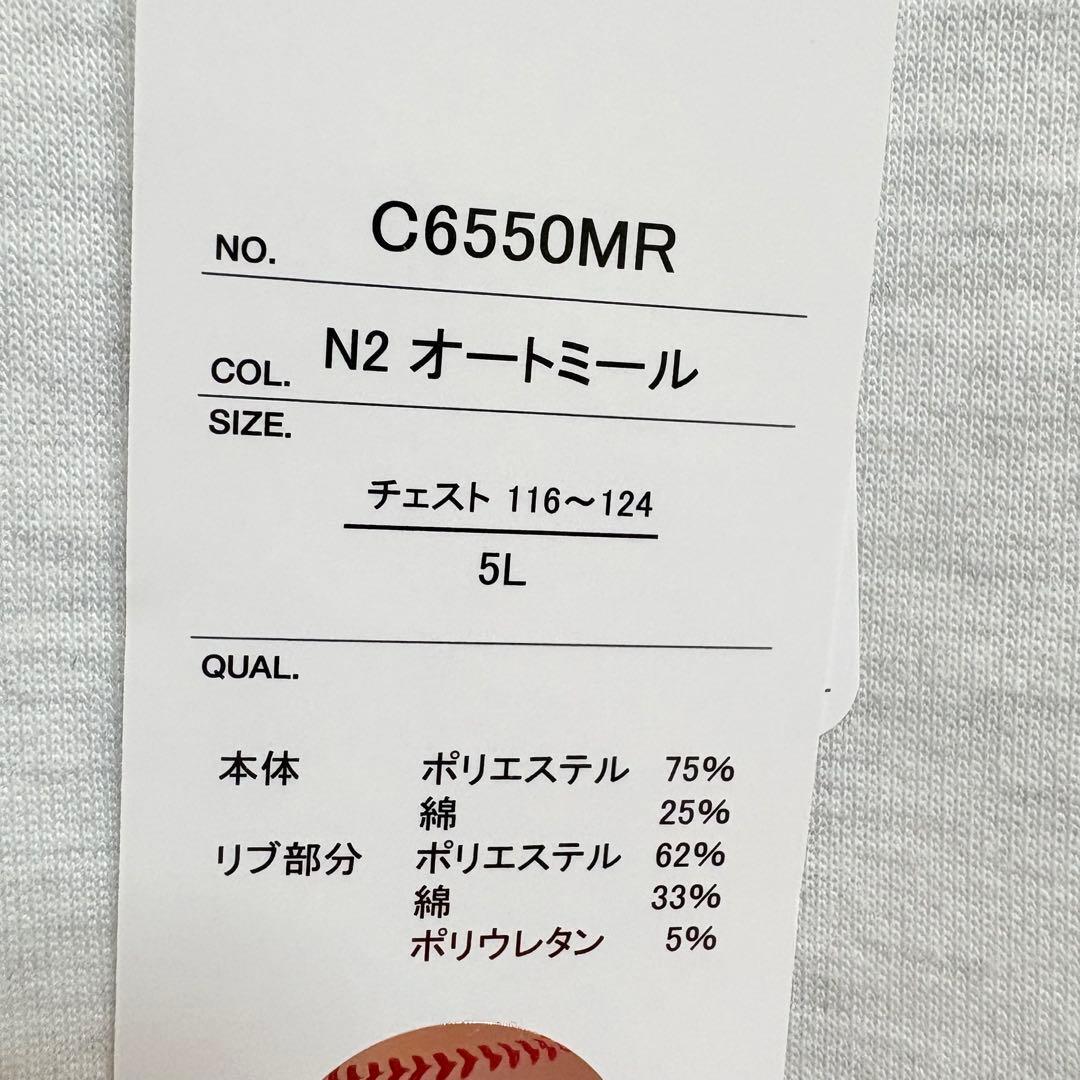 NO. C6550MR
COL. N2 オートミール
SIZE.
チェスト 116～124
5L
QUAL.
本体 ポリエステル 75%
綿 25%
リブ部分 ポリエステル 62%
綿 33%
ポリウレタン 5%